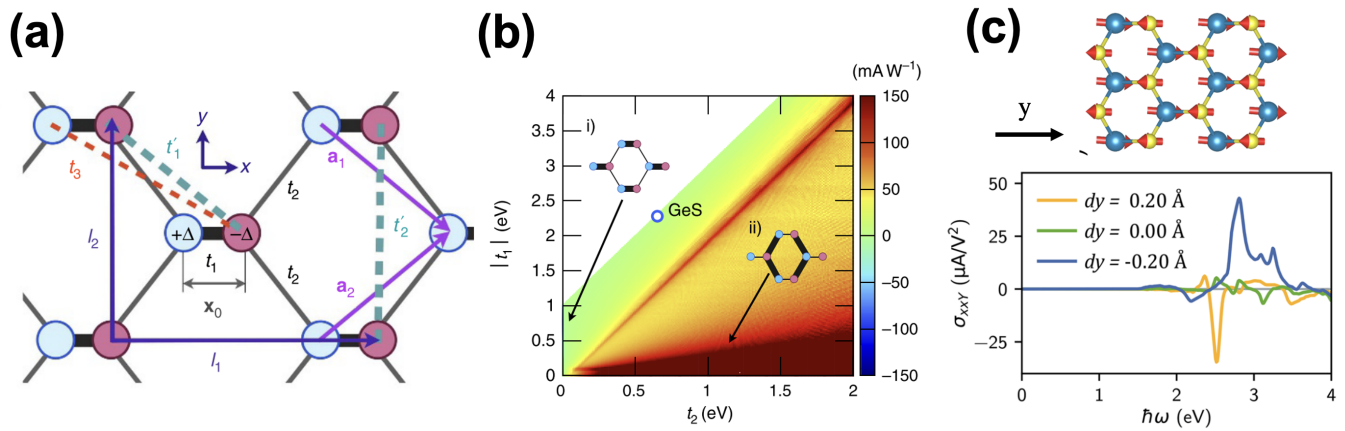 (a)
y
x
t₃
t′₁
a₁
t₂
l₂
+Δ
−Δ
t₁
t′₂
t₂
x₀
a₂
l₁
(b)
(mA W⁻¹)
4
3.5
3
2.5
2
1.5
1
0.5
0
|t₁| (eV)
i)
GeS
ii)
0
0.5
1
1.5
2
t₂ (eV)
150
100
50
0
−50
−100
−150
(c)
y
50
25
0
−25
σₓₓY (μA/V²)
dy = 0.20 Å
dy = 0.00 Å
dy = -0.20 Å
0
1
2
3
4
ℏω (eV)